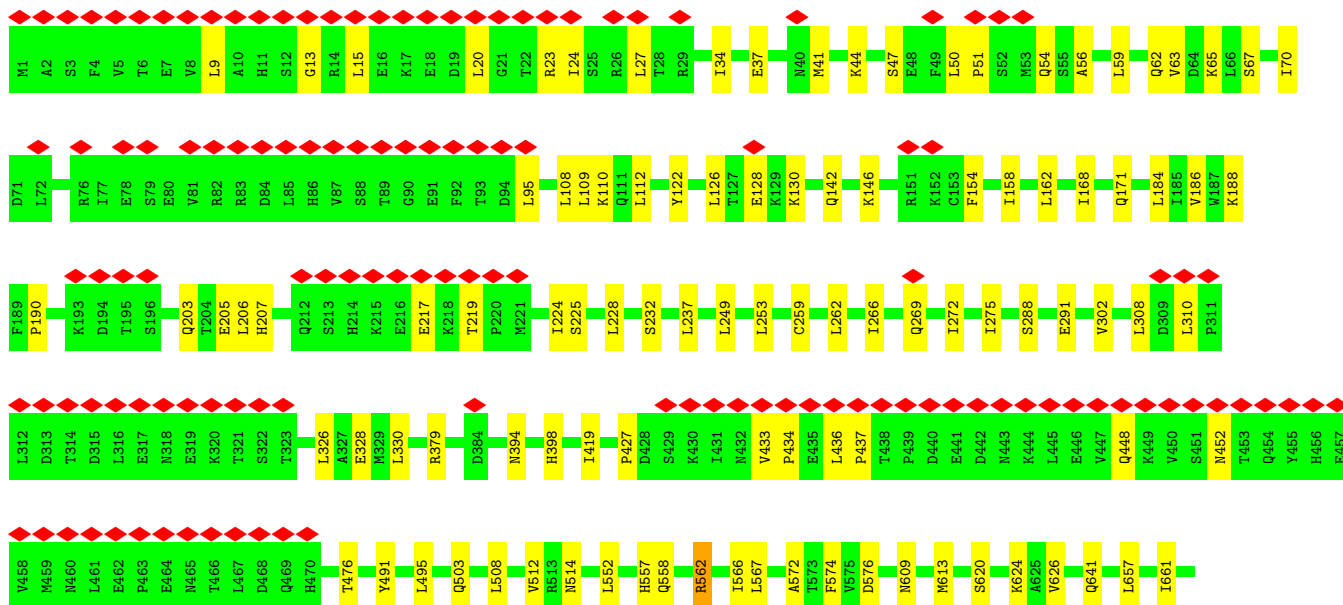 M1 A2 S3 F4 V5 T6 E7 V8 L9 A10 H11 S12 G13 R14 L15 E16 K17 E18 D19 L20 G21 T22 R23 I24 S25 R26 L27 T28 R29 I34 E37 N40 M41 K44 S47 E48 F49 L50 P51 S52 M53 Q54 S55 A56 L59 Q62 V63 D64 K65 L66 S67 I70
D71 L72 R76 I77 E78 S79 E80 V81 R82 R83 D84 L85 H86 V87 S88 T89 G90 E91 F92 T93 D94 L95 L108 L109 K110 Q111 L112 Y122 L126 T127 E128 K129 K130 Q142 K146 R151 K152 C153 F154 I158 L162 I168 Q171 L184 I185 V186 W187 K188
F189 P190 K193 D194 T195 S196 Q203 T204 E205 L206 H207 Q212 S213 H214 K215 E216 E217 K218 T219 P220 M221 I224 S225 L228 S232 L237 L249 L253 C259 L262 I266 Q269 I272 I275 S288 E291 V302 L308 D309 L310 P311
L312 D313 T314 D315 L316 E317 N318 E319 K320 T321 S322 T323 L326 A327 E328 M329 L330 R379 D384 N394 H398 I419 P427 D428 S429 K430 I431 N432 V433 P434 E435 L436 P437 T438 P439 D440 E441 D442 N443 K444 L445 E446 V447 Q448 K449 V450 S451 N452 T453 Q454 Y455 H456 E457
V458 M459 N460 L461 E462 P463 E464 N465 T466 L467 D468 Q469 H470 T476 Y491 L495 Q503 L508 V512 R513 N514 L552 H557 Q558 R562 I566 L567 A572 T573 F574 V575 D576 N609 M613 S620 K624 A625 V626 Q641 L657 I661